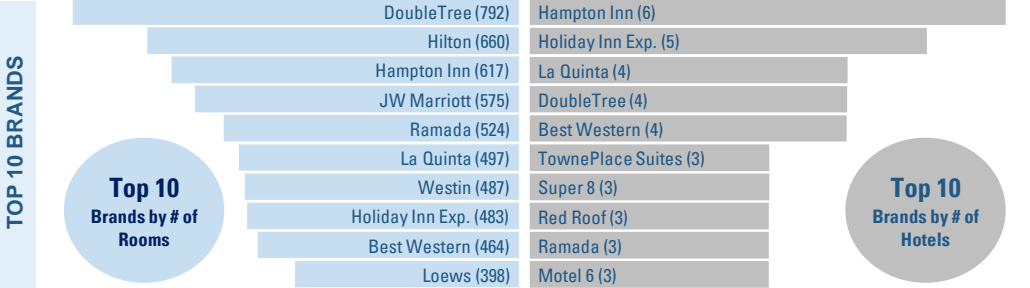 TOP 10 BRANDS
DoubleTree (792)
Hilton (660)
Hampton Inn (617)
JW Marriott (575)
Ramada (524)
La Quinta (497)
Westin (487)
Holiday Inn Exp. (483)
Best Western (464)
Loews (398)
Top 10
Brands by # of
Rooms
Hampton Inn (6)
Holiday Inn Exp. (5)
La Quinta (4)
DoubleTree (4)
Best Western (4)
TownePlace Suites (3)
Super 8 (3)
Red Roof (3)
Ramada (3)
Motel 6 (3)
Top 10
Brands by # of
Hotels